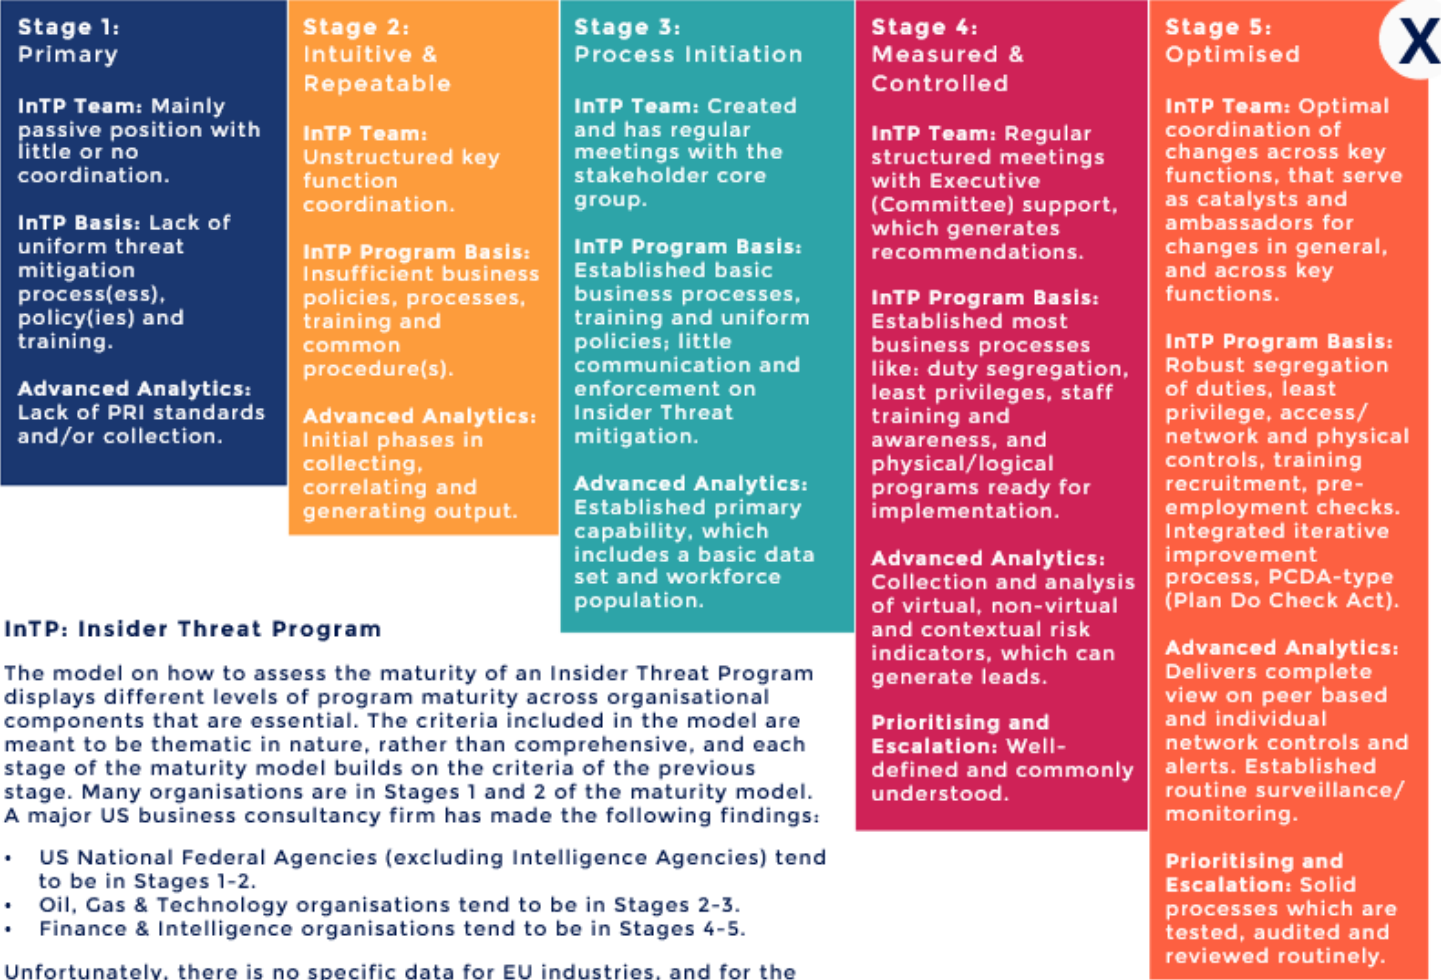 Stage 1:
Primary
InTP Team: Mainly
passive position with
little or no
coordination.
InTP Basis: Lack of
uniform threat
mitigation
process(ess),
policy(ies) and
training.
Advanced Analytics:
Lack of PRI standards
and/or collection.
Stage 2:
Intuitive &
Repeatable
InTP Team:
Unstructured key
function
coordination.
InTP Program Basis:
Insufficient business
policies, processes,
training and
common
procedure(s).
Advanced Analytics:
Initial phases in
collecting,
correlating and
generating output.
Stage 3:
Process Initiation
InTP Team: Created
and has regular
meetings with the
stakeholder core
group.
InTP Program Basis:
Established basic
business processes,
training and uniform
policies; little
communication and
enforcement on
Insider Threat
mitigation.
Advanced Analytics:
Established primary
capability, which
includes a basic data
set and workforce
population.
Stage 4:
Measured &
Controlled
InTP Team: Regular
structured meetings
with Executive
(Committee) support,
which generates
recommendations.
InTP Program Basis:
Established most
business processes
like: duty segregation,
least privileges, staff
training and
awareness, and
physical/logical
programs ready for
implementation.
Advanced Analytics:
Collection and analysis
of virtual, non-virtual
and contextual risk
indicators, which can
generate leads.
Prioritising and
Escalation: Well-
defined and commonly
understood.
Stage 5:
Optimised
X
InTP Team: Optimal
coordination of
changes across key
functions, that serve
as catalysts and
ambassadors for
changes in general,
and across key
functions.
InTP Program Basis:
Robust segregation
of duties, least
privilege, access/
network and physical
controls, training
recruitment, pre-
employment checks.
Integrated iterative
improvement
process, PCDA-type
(Plan Do Check Act).
Advanced Analytics:
Delivers complete
view on peer based
and individual
network controls and
alerts. Established
routine surveillance/
monitoring.
Prioritising and
Escalation: Solid
processes which are
tested, audited and
reviewed routinely.
InTP: Insider Threat Program
The model on how to assess the maturity of an Insider Threat Program
displays different levels of program maturity across organisational
components that are essential. The criteria included in the model are
meant to be thematic in nature, rather than comprehensive, and each
stage of the maturity model builds on the criteria of the previous
stage. Many organisations are in Stages 1 and 2 of the maturity model.
A major US business consultancy firm has made the following findings:
• US National Federal Agencies (excluding Intelligence Agencies) tend
to be in Stages 1-2.
• Oil, Gas & Technology organisations tend to be in Stages 2-3.
• Finance & Intelligence organisations tend to be in Stages 4-5.
Unfortunately, there is no specific data for EU industries, and for the